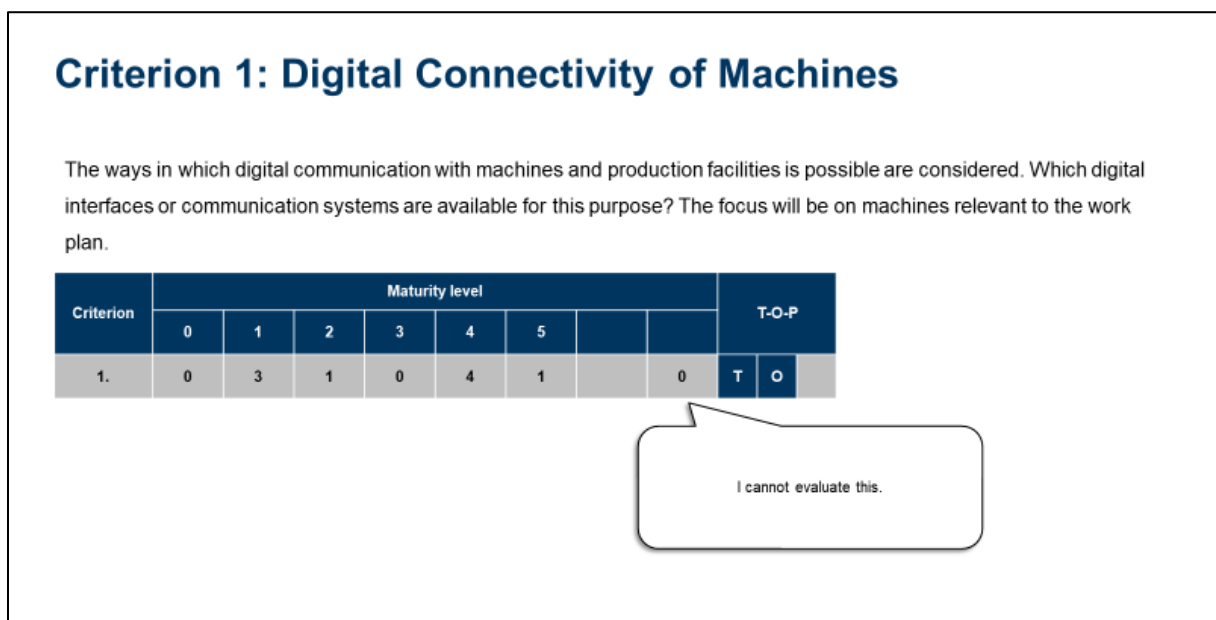 Criterion 1: Digital Connectivity of Machines
The ways in which digital communication with machines and production facilities is possible are considered. Which digital
interfaces or communication systems are available for this purpose? The focus will be on machines relevant to the work
plan.
Criterion Maturity level T-O-P
0 1 2 3 4 5
1. 0 3 1 0 4 1 0 T O
I cannot evaluate this.